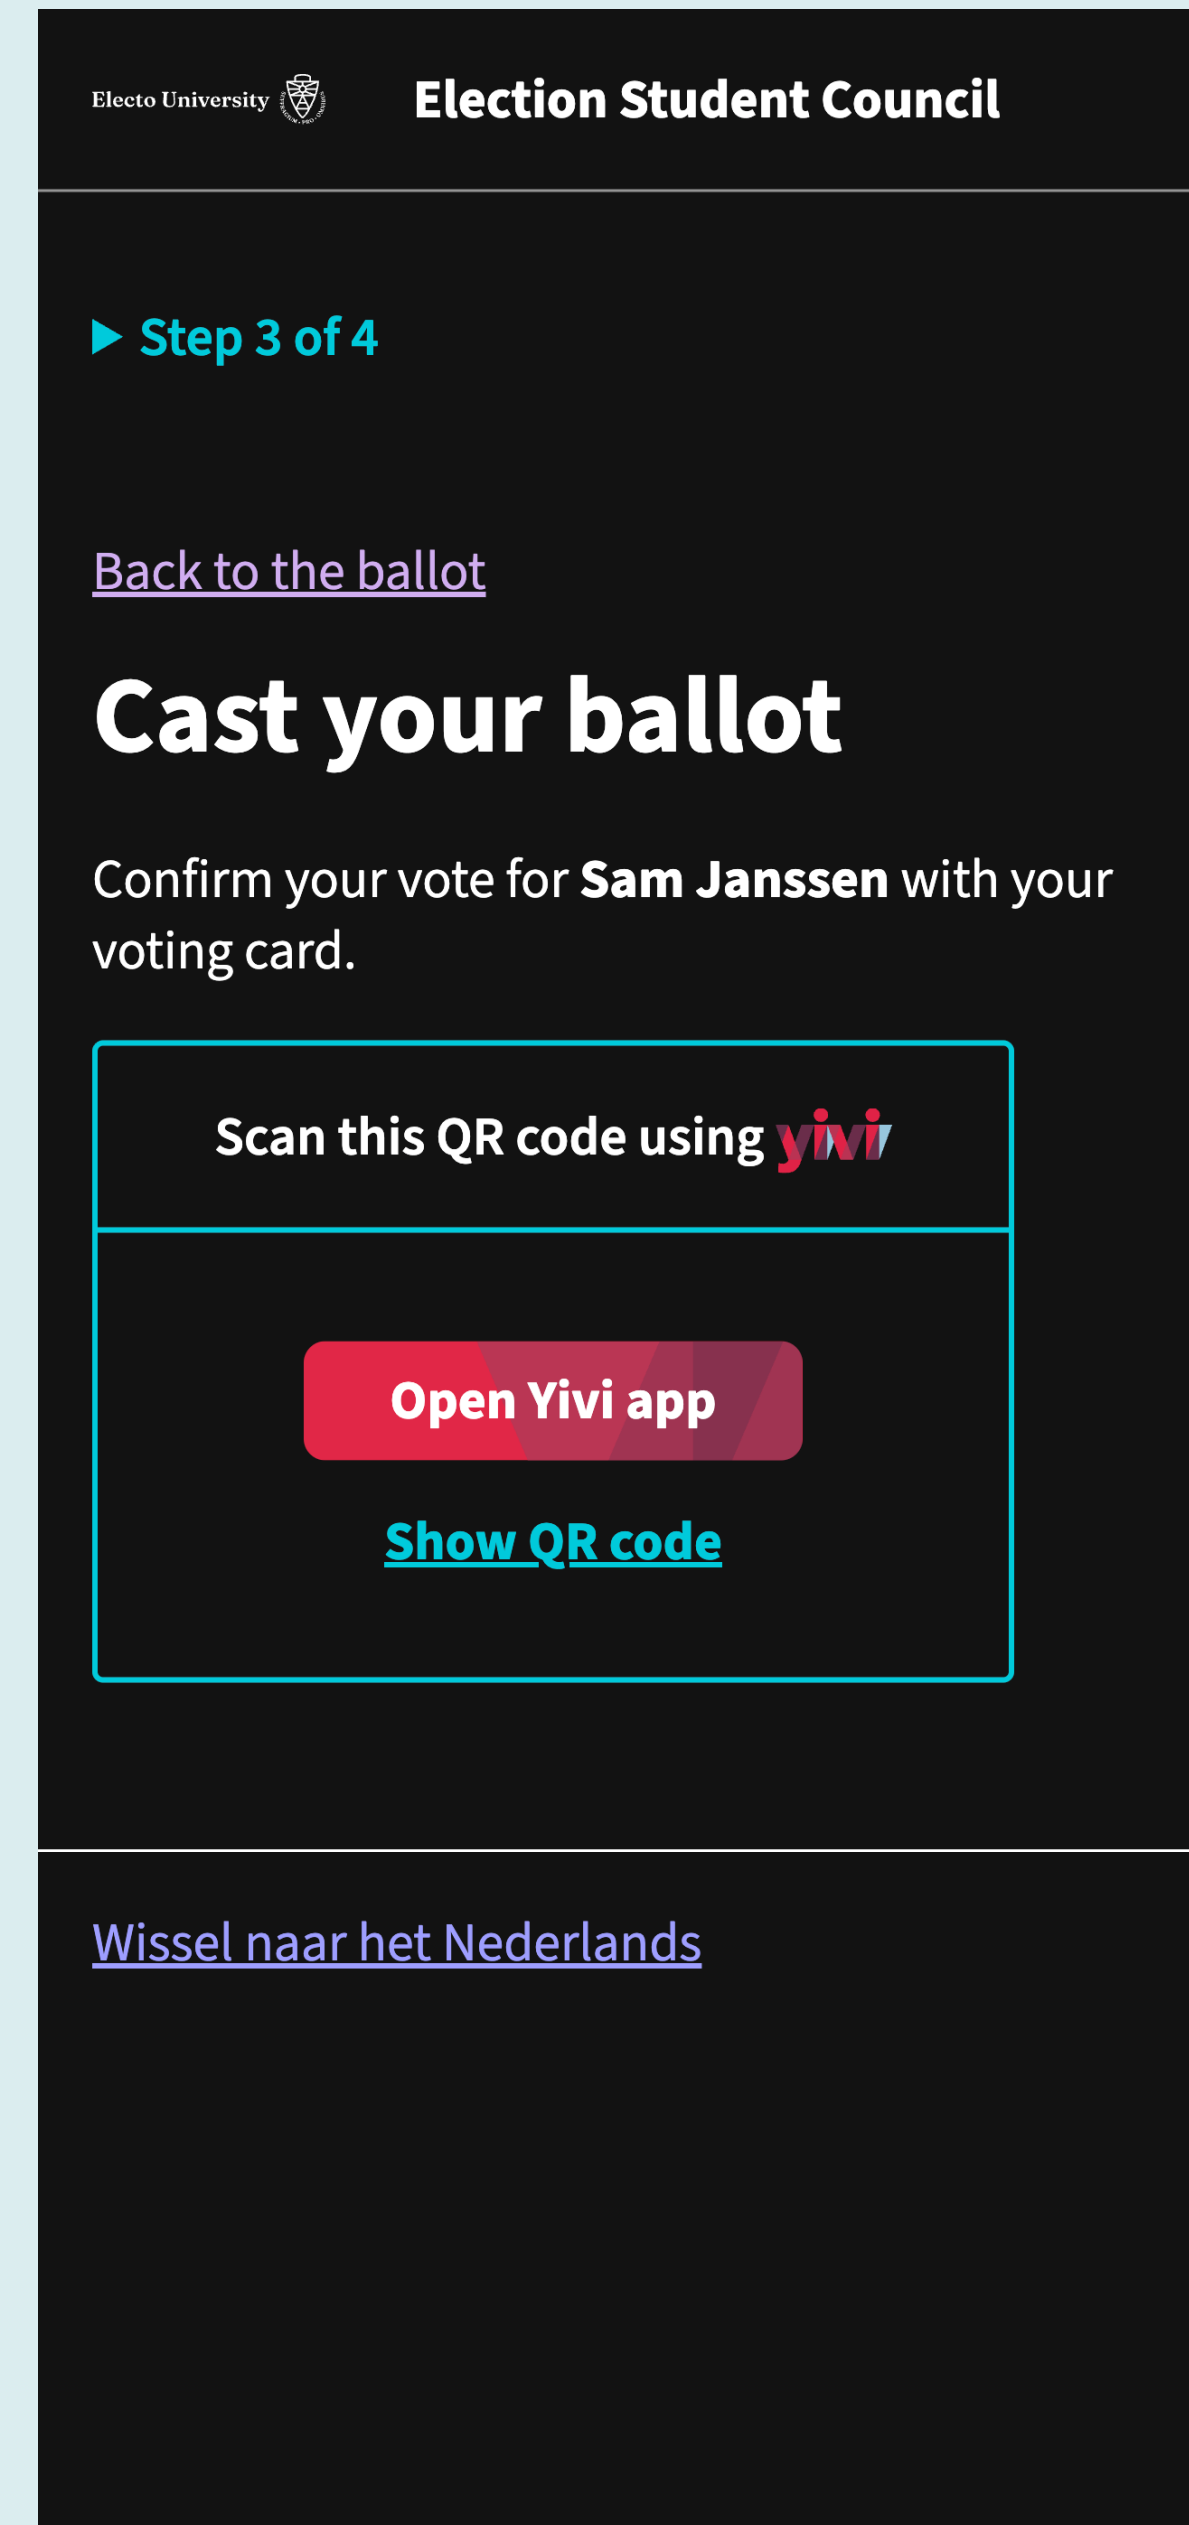 Electo University
Election Student Council
Step 3 of 4
Back to the ballot
Cast your ballot
Confirm your vote for Sam Janssen with your
voting card.
Scan this QR code using yivi
Open Yivi app
Show QR code
Wissel naar het Nederlands